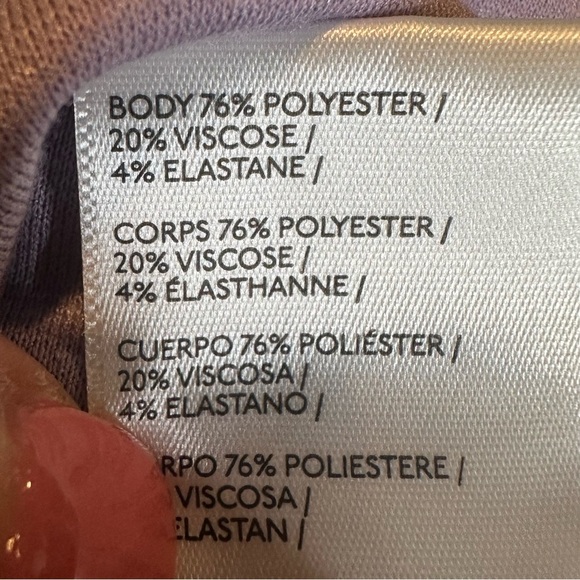 BODY 76% POLYESTER /
20% VISCOSE /
4% ELASTANE /
CORPS 76% POLYESTER /
20% VISCOSE /
4% ÉLASTHANNE /
CUERPO 76% POLIÉSTER /
20% VISCOSA /
4% ELASTANO /
RPO 76% POLIESTERE /
VISCOSA /
ELASTAN /